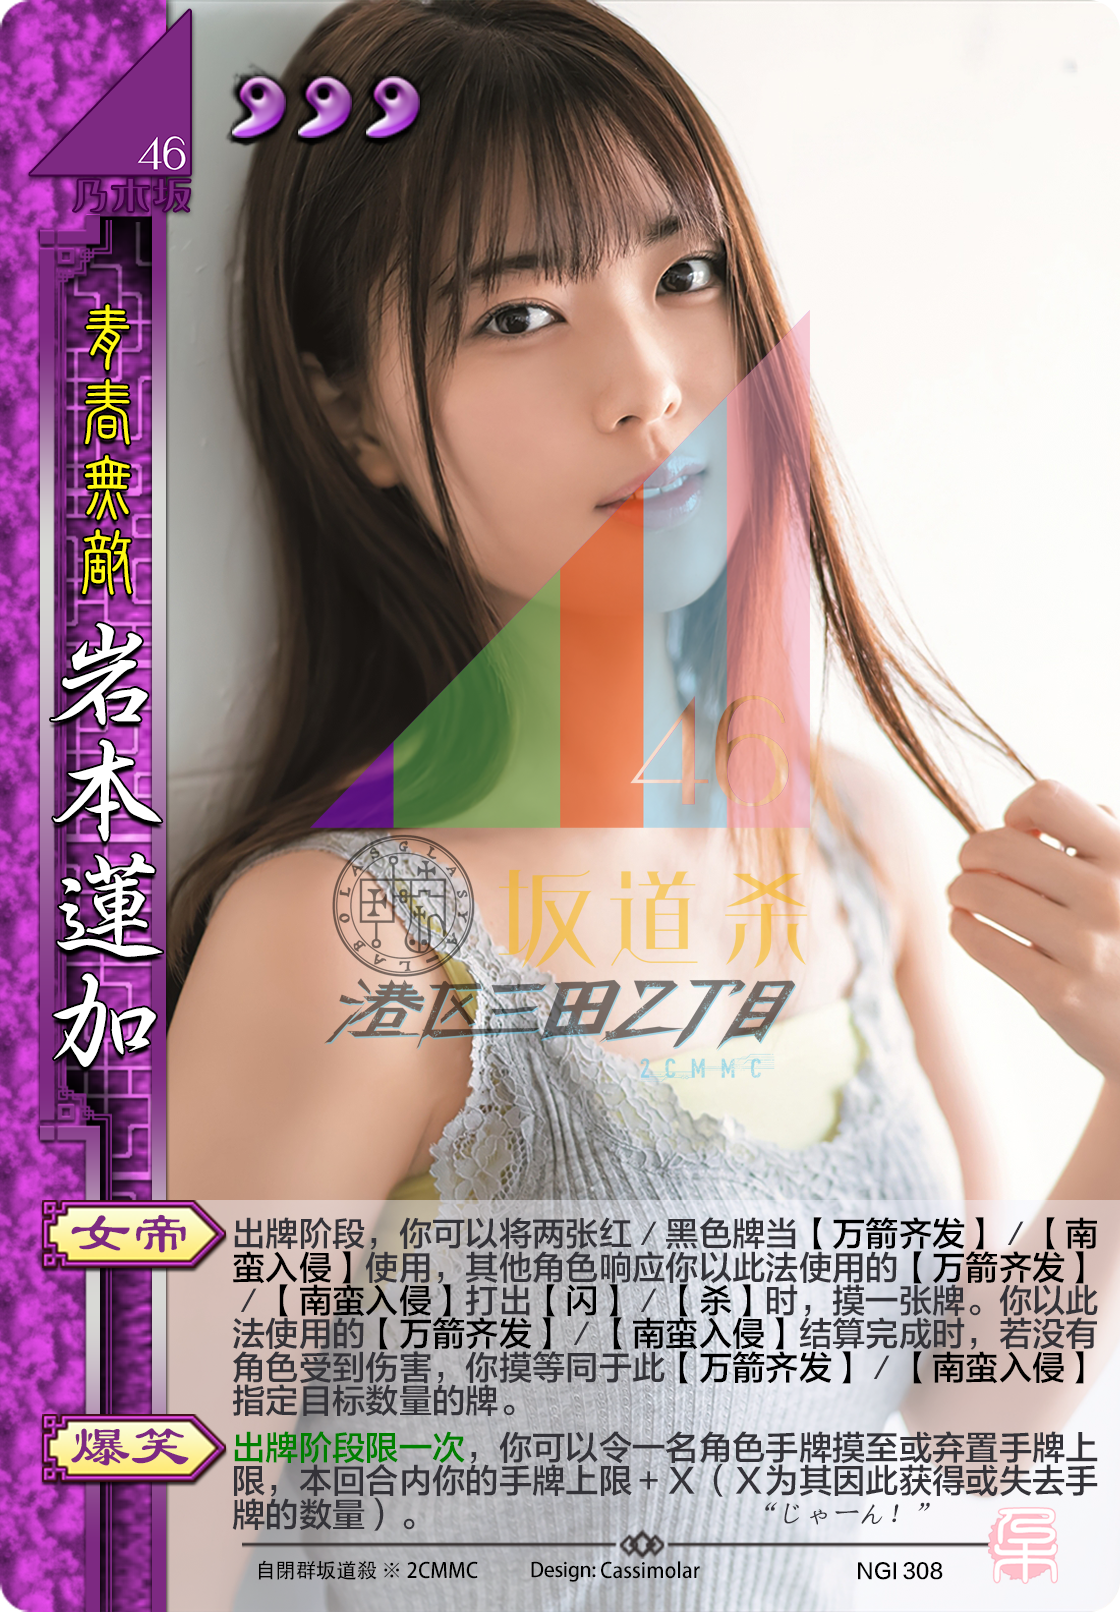 46
乃木坂
青春無敵
岩本蓮加
46
GLASYALABOLAS
坂道杀
港区三田乙丁目
2CMMC
女帝
出牌阶段，你可以将两张红／黑色牌当【万箭齐发】／【南
蛮入侵】使用，其他角色响应你以此法使用的【万箭齐发】
／【南蛮入侵】打出【闪】／【杀】时，摸一张牌。你以此
法使用的【万箭齐发】／【南蛮入侵】结算完成时，若没有
角色受到伤害，你摸等同于此【万箭齐发】／【南蛮入侵】
指定目标数量的牌。
爆笑
出牌阶段限一次，你可以令一名角色手牌摸至或弃置手牌上
限，本回合内你的手牌上限＋Ｘ（Ｘ为其因此获得或失去手
牌的数量）。
“じゃーん！”
自閉群坂道殺 ※ 2CMMC
Design: Cassimolar
NGI 308